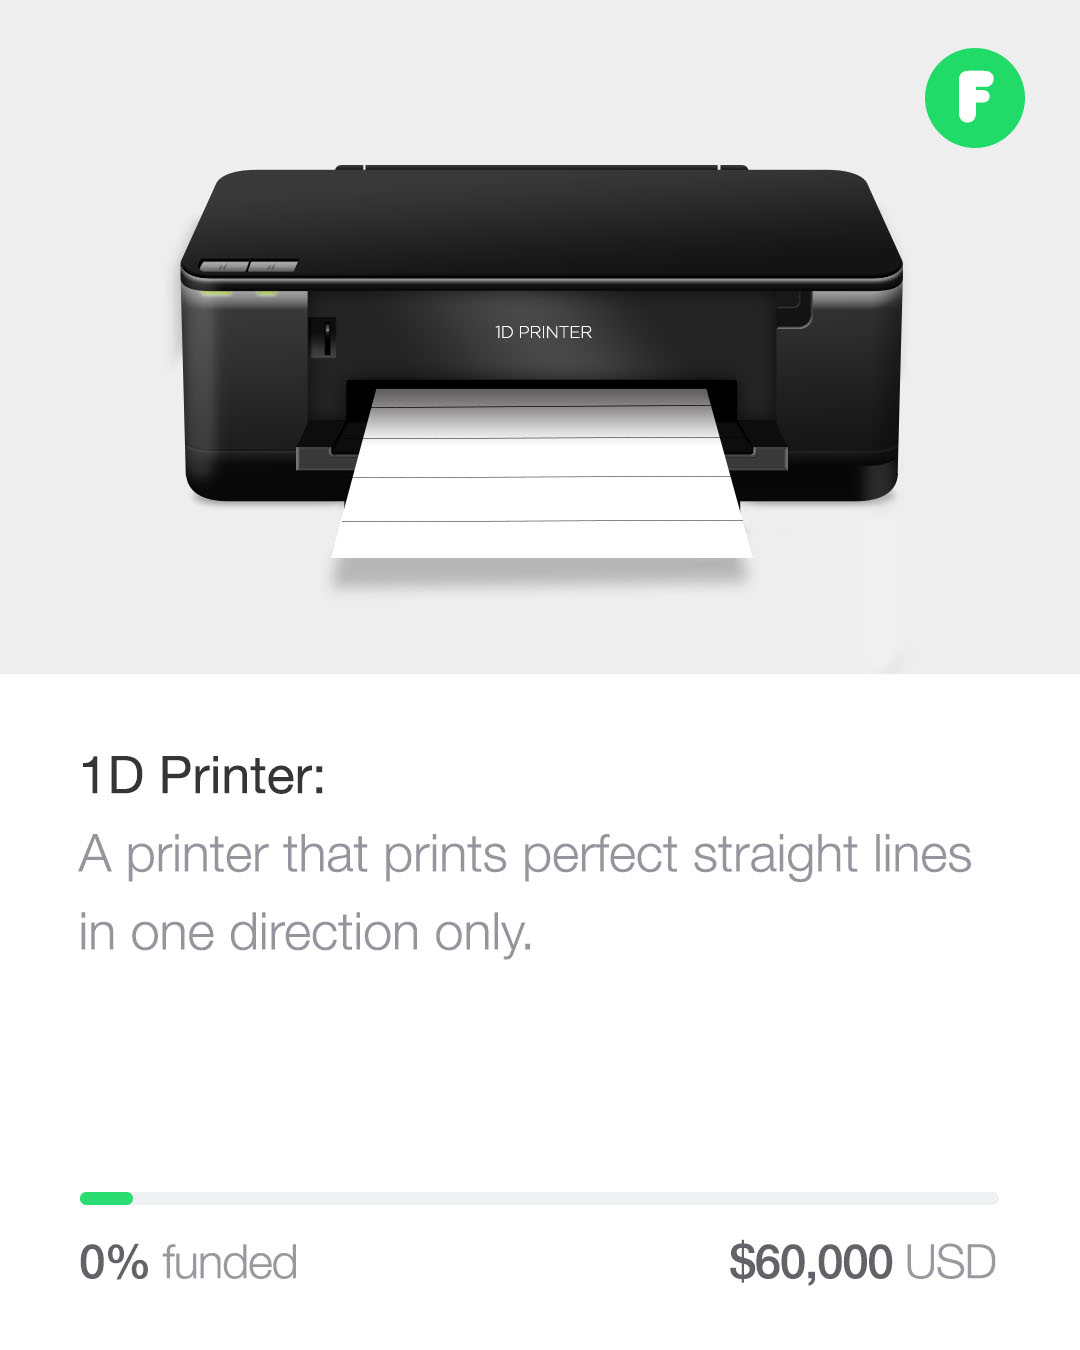 F
1D PRINTER
1D Printer:
A printer that prints perfect straight lines
in one direction only.
0% funded
$60,000 USD